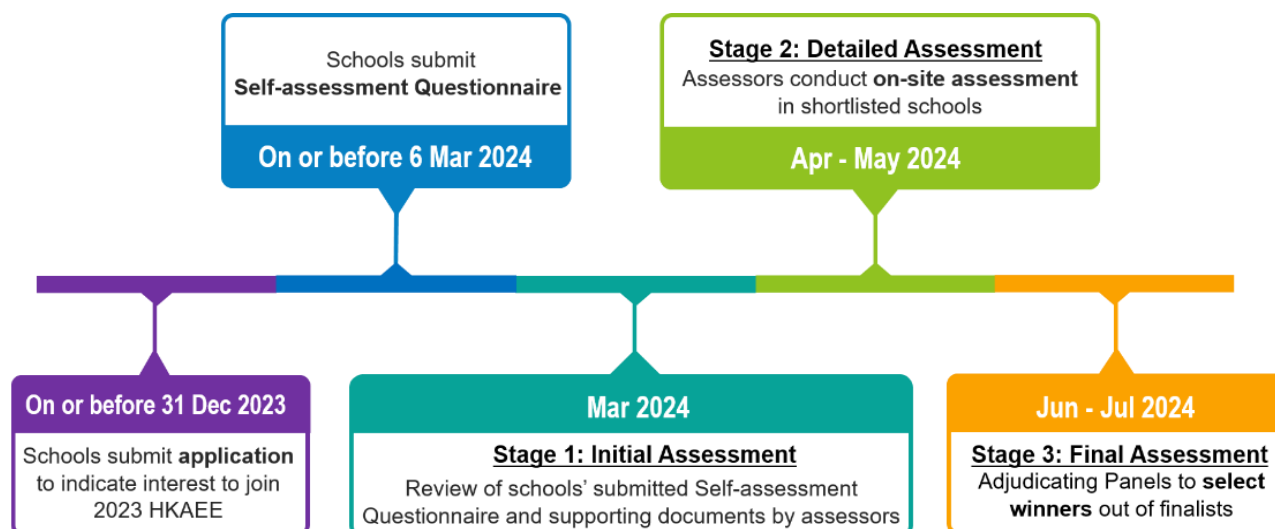 Schools submit
Self-assessment Questionnaire
On or before 6 Mar 2024
Stage 2: Detailed Assessment
Assessors conduct on-site assessment
in shortlisted schools
Apr - May 2024
On or before 31 Dec 2023
Schools submit application
to indicate interest to join
2023 HKAEE
Mar 2024
Stage 1: Initial Assessment
Review of schools' submitted Self-assessment
Questionnaire and supporting documents by assessors
Jun - Jul 2024
Stage 3: Final Assessment
Adjudicating Panels to select
winners out of finalists